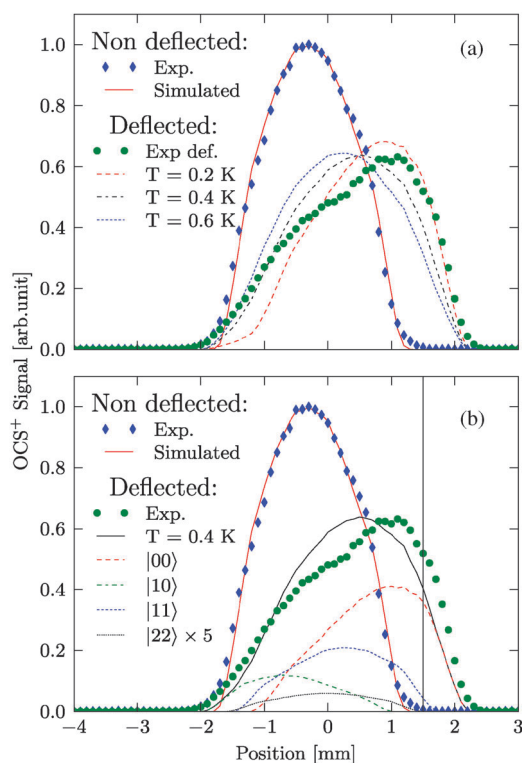 Non deflected:
Exp.
Simulated
Deflected:
Exp def.
T = 0.2 K
T = 0.4 K
T = 0.6 K
(a)
1.0
0.8
0.6
0.4
0.2
0.0
OCS⁺ Signal [arb.unit]
Non deflected:
Exp.
Simulated
Deflected:
Exp.
T = 0.4 K
|00⟩
|10⟩
|11⟩
|22⟩ × 5
(b)
1.0
0.8
0.6
0.4
0.2
0.0
−4 −3 −2 −1 0 1 2 3
Position [mm]